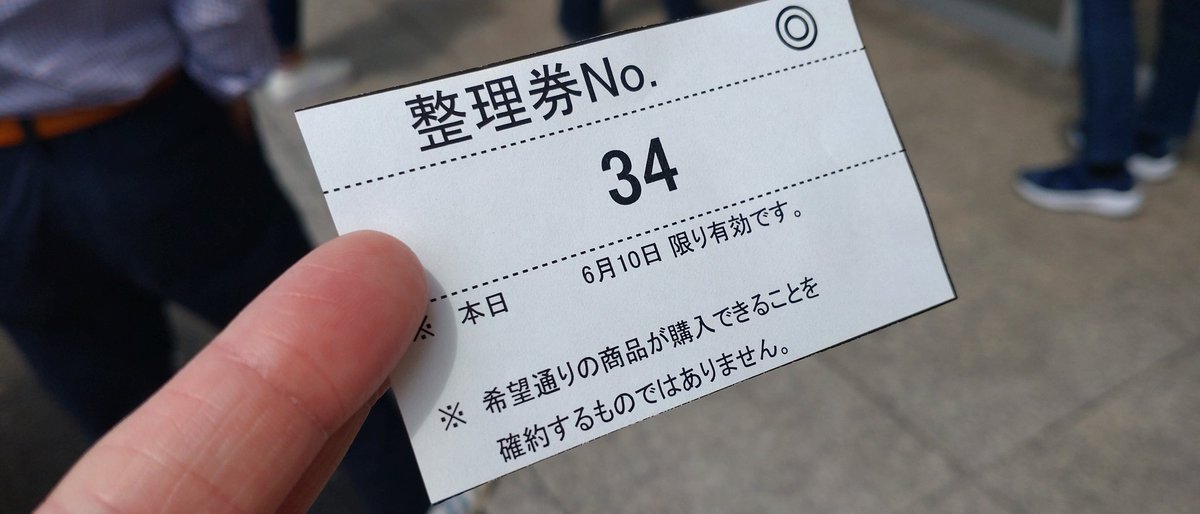 ◎
整理券No.
34
※ 本日 6月10日 限り有効です。
※ 希望通りの商品が購入できることを
確約するものではありません。